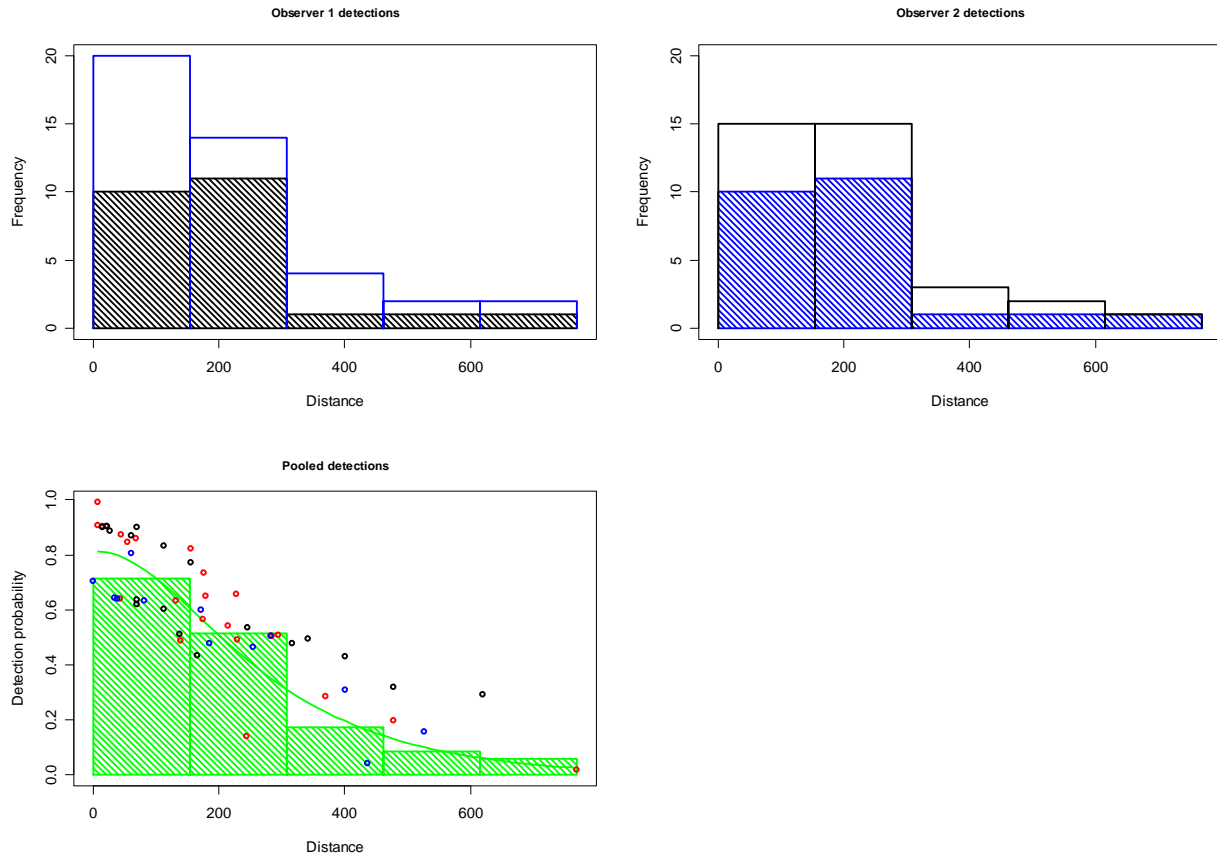 Observer 1 detections
Frequency
0
5
10
15
20
0 200 400 600
Distance
Observer 2 detections
Frequency
0
5
10
15
20
0 200 400 600
Distance
Pooled detections
Detection probability
0.0
0.2
0.4
0.6
0.8
1.0
0 200 400 600
Distance